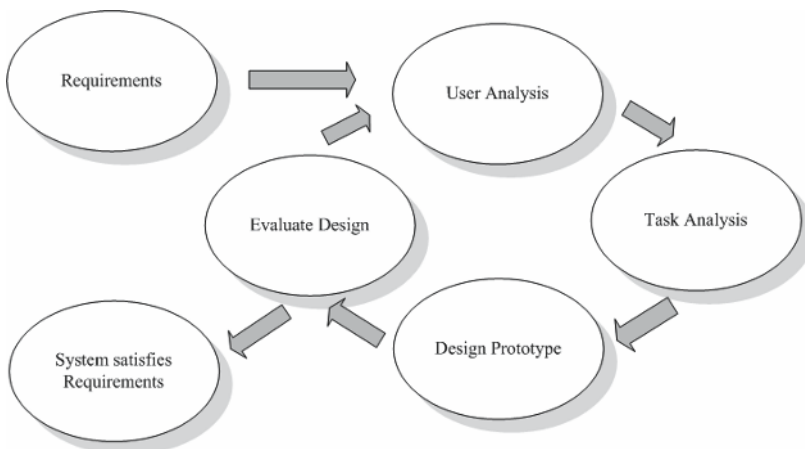 Requirements
User Analysis
Evaluate Design
Task Analysis
Design Prototype
System satisfies
Requirements